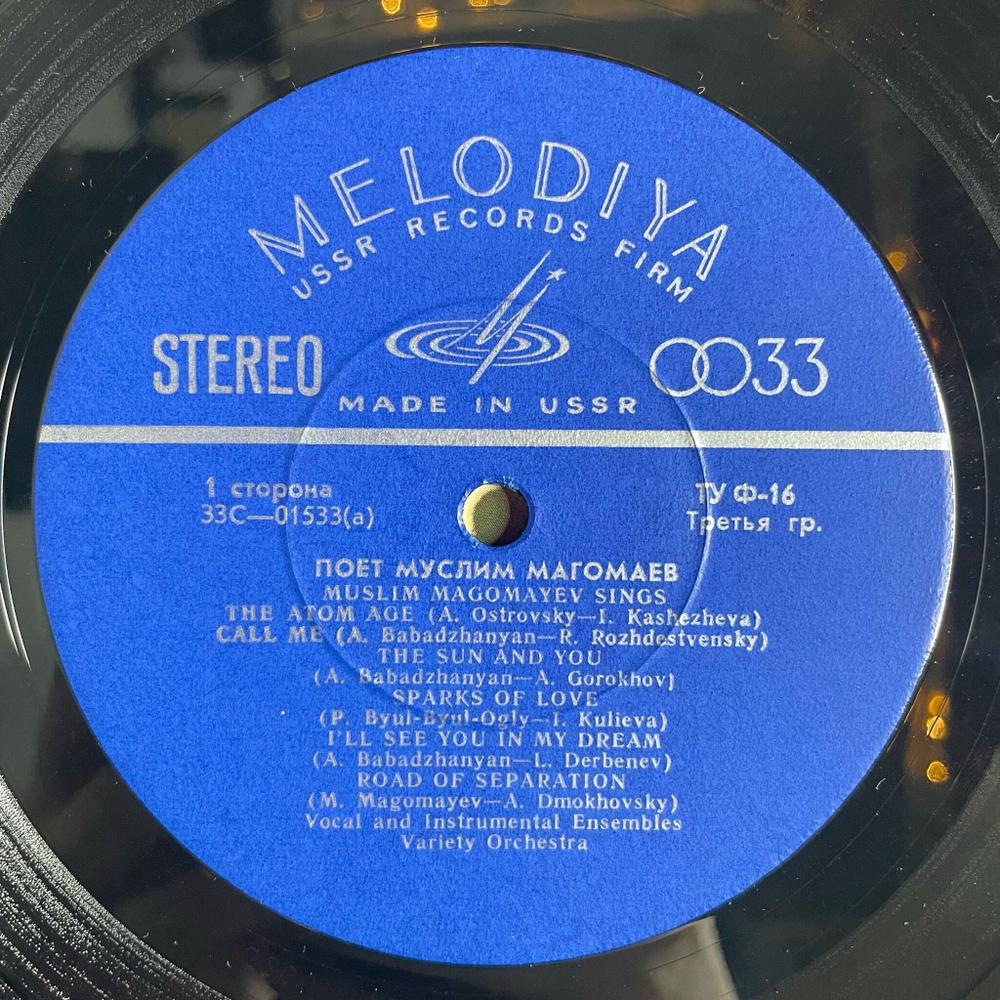 MELODIYA
USSR RECORDS FIRM
STEREO
33
MADE IN USSR
1 сторона
33С—01533(а)
ТУ Ф-16
Третья гр.
ПОЕТ МУСЛИМ МАГОМАЕВ
MUSLIM MAGOMAYEV SINGS
THE ATOM AGE (A. Ostrovsky—I. Kashezheva)
CALL ME (A. Babadzhanyan—R. Rozhdestvensky)
THE SUN AND YOU
(A. Babadzhanyan—A. Gorokhov)
SPARKS OF LOVE
(P. Byul-Byul-Ogly—I. Kulieva)
I'LL SEE YOU IN MY DREAM
(A. Babadzhanyan—L. Derbenev)
ROAD OF SEPARATION
(M. Magomayev—A. Dmokhovsky)
Vocal and Instrumental Ensembles
Variety Orchestra